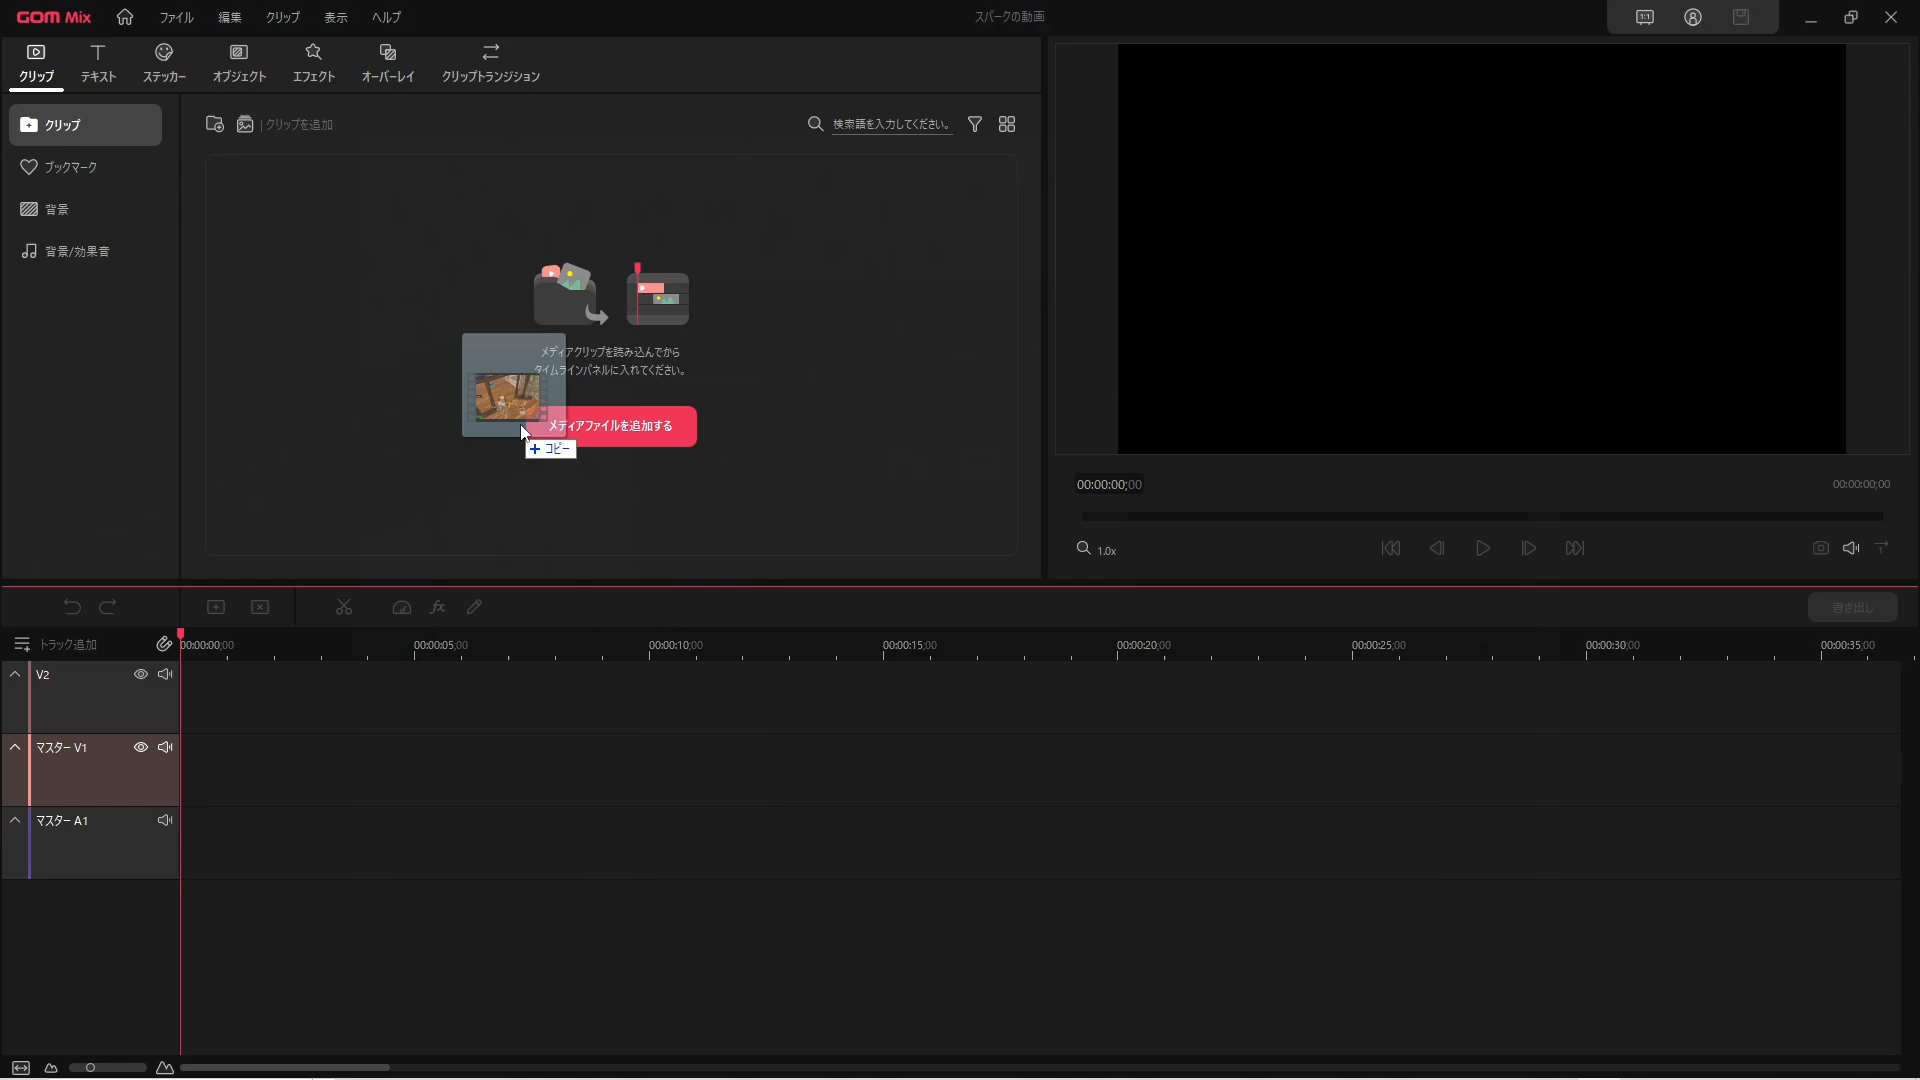 GOM Mix ファイル 編集 クリップ 表示 ヘルプ スパークの動画 1:1
クリップ テキスト ステッカー オブジェクト エフェクト オーバーレイ クリップトランジション
クリップ
ブックマーク
背景
背景/効果音
| クリップを追加 検索語を入力してください。
メディアクリップを読み込んでから
タイムラインパネルに入れてください。
メディアファイルを追加する
コピー
00:00:00;00 00:00:00;00
1.0x
fx 書き出し
トラック追加 00:00:00;00 00:00:05;00 00:00:10;00 00:00:15;00 00:00:20;00 00:00:25;00 00:00:30;00 00:00:35;00
V2
マスター V1
マスター A1